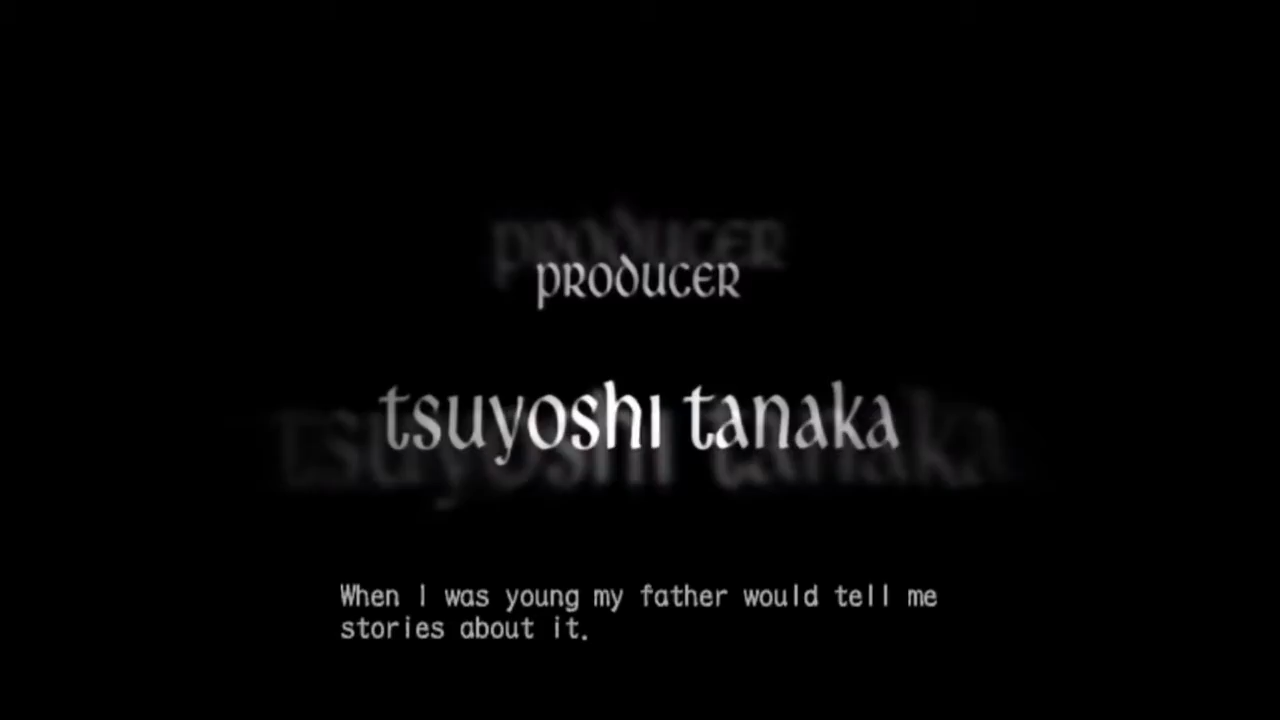 producer
tsuyoshi tanaka
When I was young my father would tell me
stories about it.